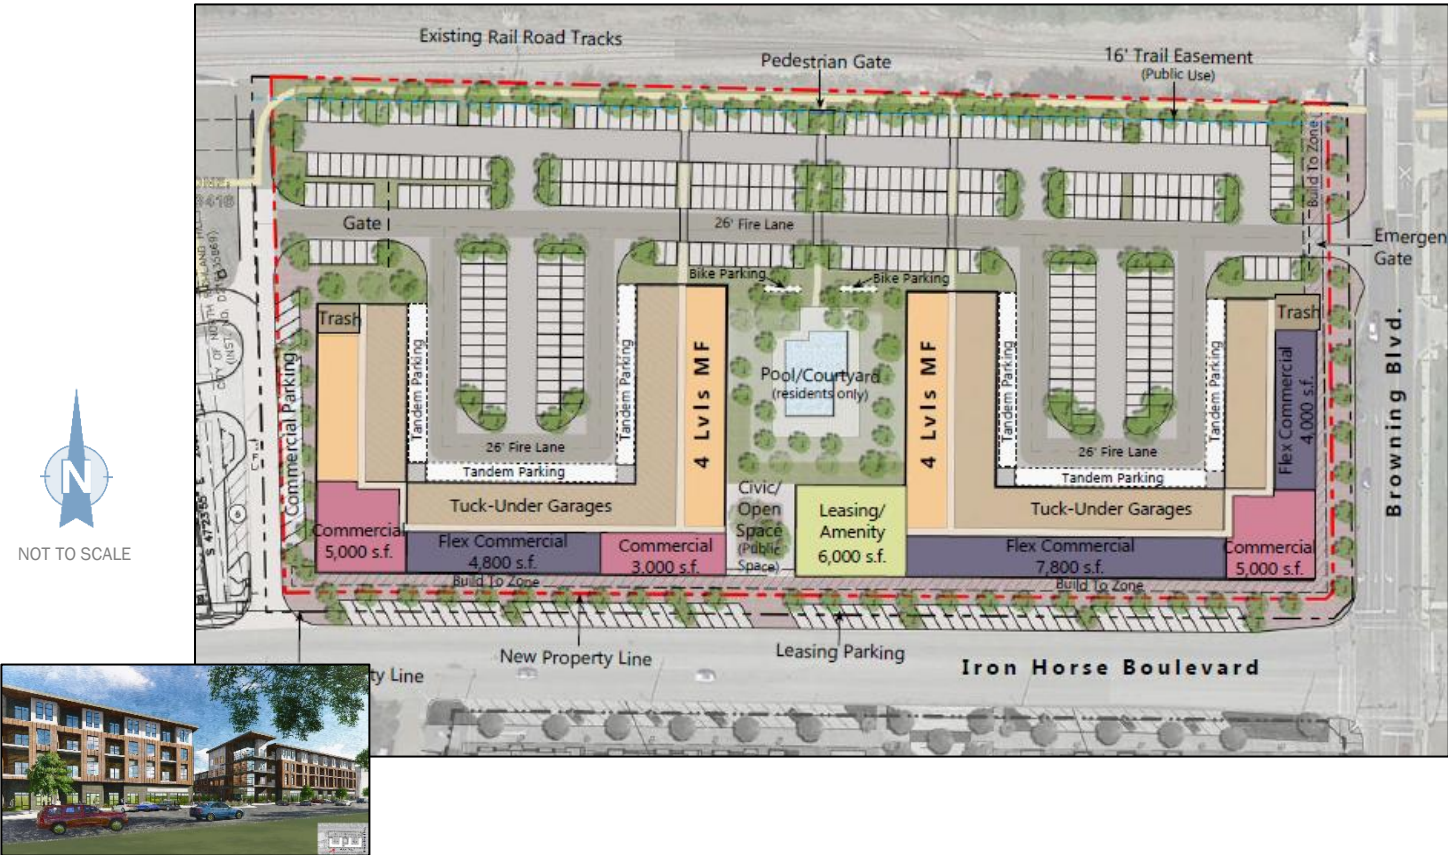 Existing Rail Road Tracks
Pedestrian Gate
16' Trail Easement
(Public Use)
Build To Zone
Gate
26' Fire Lane
Emergen
Gate
Bike Parking
Bike Parking
Trash
Trash
CITY OF NORTH
(INST. NO.
Commercial Parking
Tandem Parking
Tandem Parking
4 Lvls MF
Pool/Courtyard
(residents only)
4 Lvls MF
Tandem Parking
Tandem Parking
Flex Commercial
4,000 s.f.
Browning Blvd.
26' Fire Lane
26' Fire Lane
Tandem Parking
Tandem Parking
Tuck-Under Garages
Tuck-Under Garages
Civic/
Open
Space
(Public
Space)
Leasing/
Amenity
6,000 s.f.
Commercial
5,000 s.f.
Flex Commercial
4,800 s.f.
Commercial
3,000 s.f.
Flex Commercial
7,800 s.f.
Commercial
5,000 s.f.
Build To Zone
Build To Zone
N
NOT TO SCALE
New Property Line
Leasing Parking
Iron Horse Boulevard
ty Line